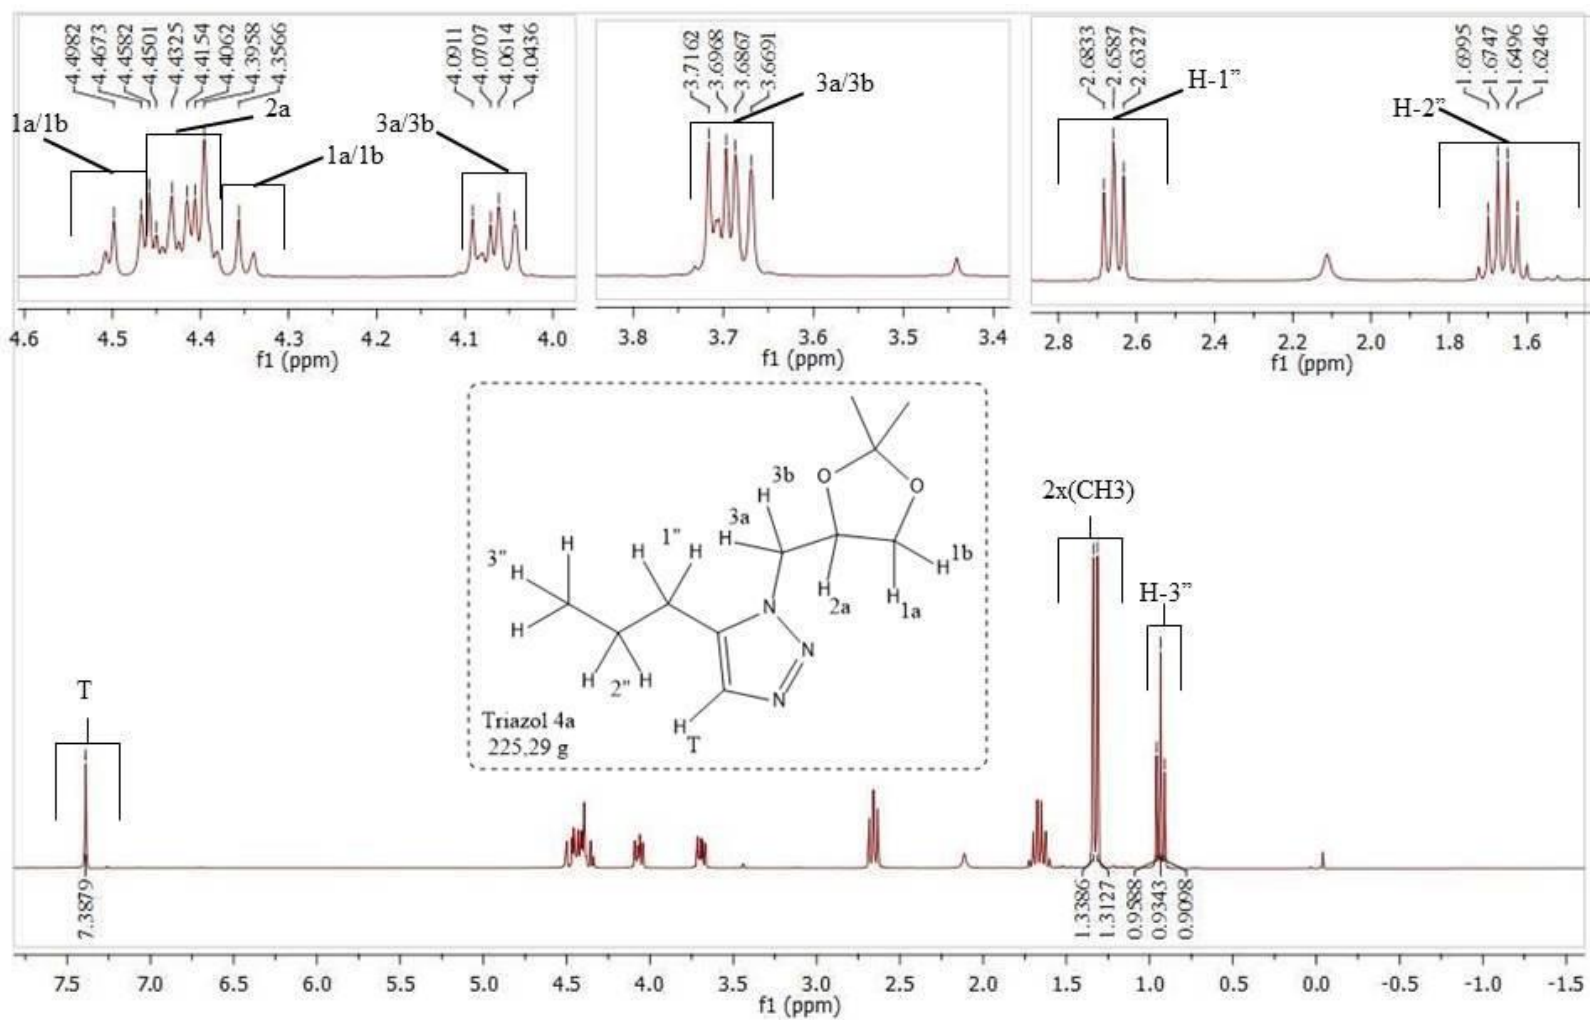 4.4982
4.4673
4.4582
4.4501
4.4325
4.4154
4.4062
4.3958
4.3566
4.0911
4.0707
4.0614
4.0436
1a/1b
2a
1a/1b
3a/3b
4.6 4.5 4.4 4.3 4.2 4.1 4.0
f1 (ppm)
3.7162
3.6968
3.6867
3.6691
3a/3b
3.8 3.7 3.6 3.5 3.4
f1 (ppm)
2.6833
2.6587
2.6327
H-1”
1.6995
1.6747
1.6496
1.6246
H-2”
2.8 2.6 2.4 2.2 2.0 1.8 1.6
f1 (ppm)
O
O
3b
H
3a
H
1"
H H
H
3"
H
H
H
1b
H
2a
H
1a
N
N
N
H
2"
H
H
T
Triazol 4a
225,29 g
2x(CH3)
H-3”
T
7.3879
1.3386
1.3127
0.9588
0.9343
0.9098
7.5 7.0 6.5 6.0 5.5 5.0 4.5 4.0 3.5 3.0 2.5 2.0 1.5 1.0 0.5 0.0 -0.5 -1.0 -1.5
f1 (ppm)